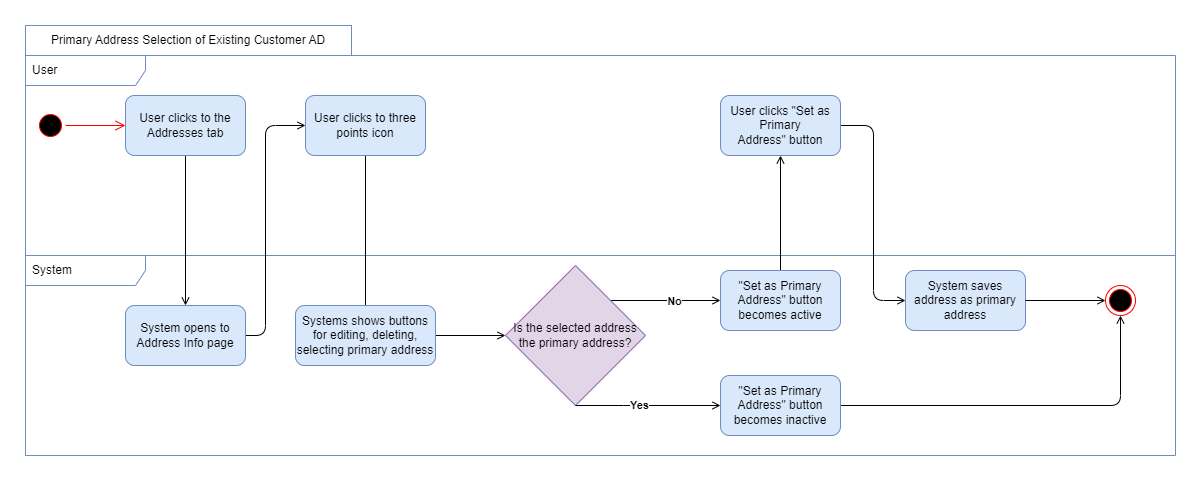 Primary Address Selection of Existing Customer AD
User
User clicks to the
Addresses tab
User clicks to three
points icon
User clicks "Set as
Primary
Address" button
System
System opens to
Address Info page
Systems shows buttons
for editing, deleting,
selecting primary address
Is the selected address
the primary address?
No
"Set as Primary
Address" button
becomes active
System saves
address as primary
address
Yes
"Set as Primary
Address" button
becomes inactive